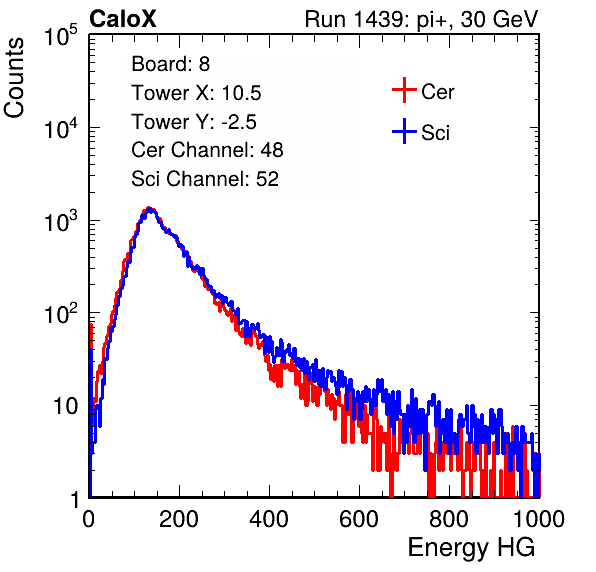 CaloX Run 1439: pi+, 30 GeV
Counts
10^5
Board: 8
Tower X: 10.5
Tower Y: -2.5
Cer Channel: 48
Sci Channel: 52
Cer
Sci
10^4
10^3
10^2
10
1
0 200 400 600 800 1000
Energy HG